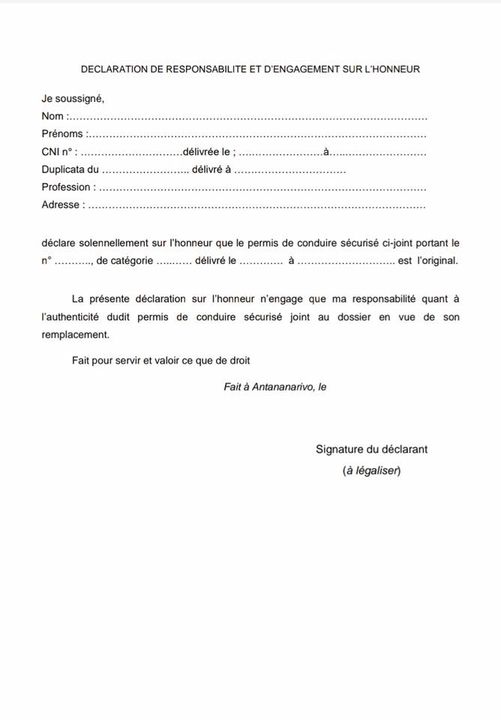 DECLARATION DE RESPONSABILITE ET D'ENGAGEMENT SUR L'HONNEUR
Je soussigné,
Nom :……………………………………………………………………………………
Prénoms :………………………………………………………………………………
CNI n° : ………………………délivrée le ; …………………à…..…………………
Duplicata du …………………….. délivré à …………………………
Profession : ……………………………………………………………………………
Adresse : ………………………………………………………………………………
déclare solennellement sur l'honneur que le permis de conduire sécurisé ci-joint portant le
n° ……….., de catégorie …..…… délivré le ………… à …………………….. est l'original.
La présente déclaration sur l'honneur n'engage que ma responsabilité quant à
l'authenticité dudit permis de conduire sécurisé joint au dossier en vue de son
remplacement.
Fait pour servir et valoir ce que de droit
Fait à Antananarivo, le
Signature du déclarant
(à légaliser)